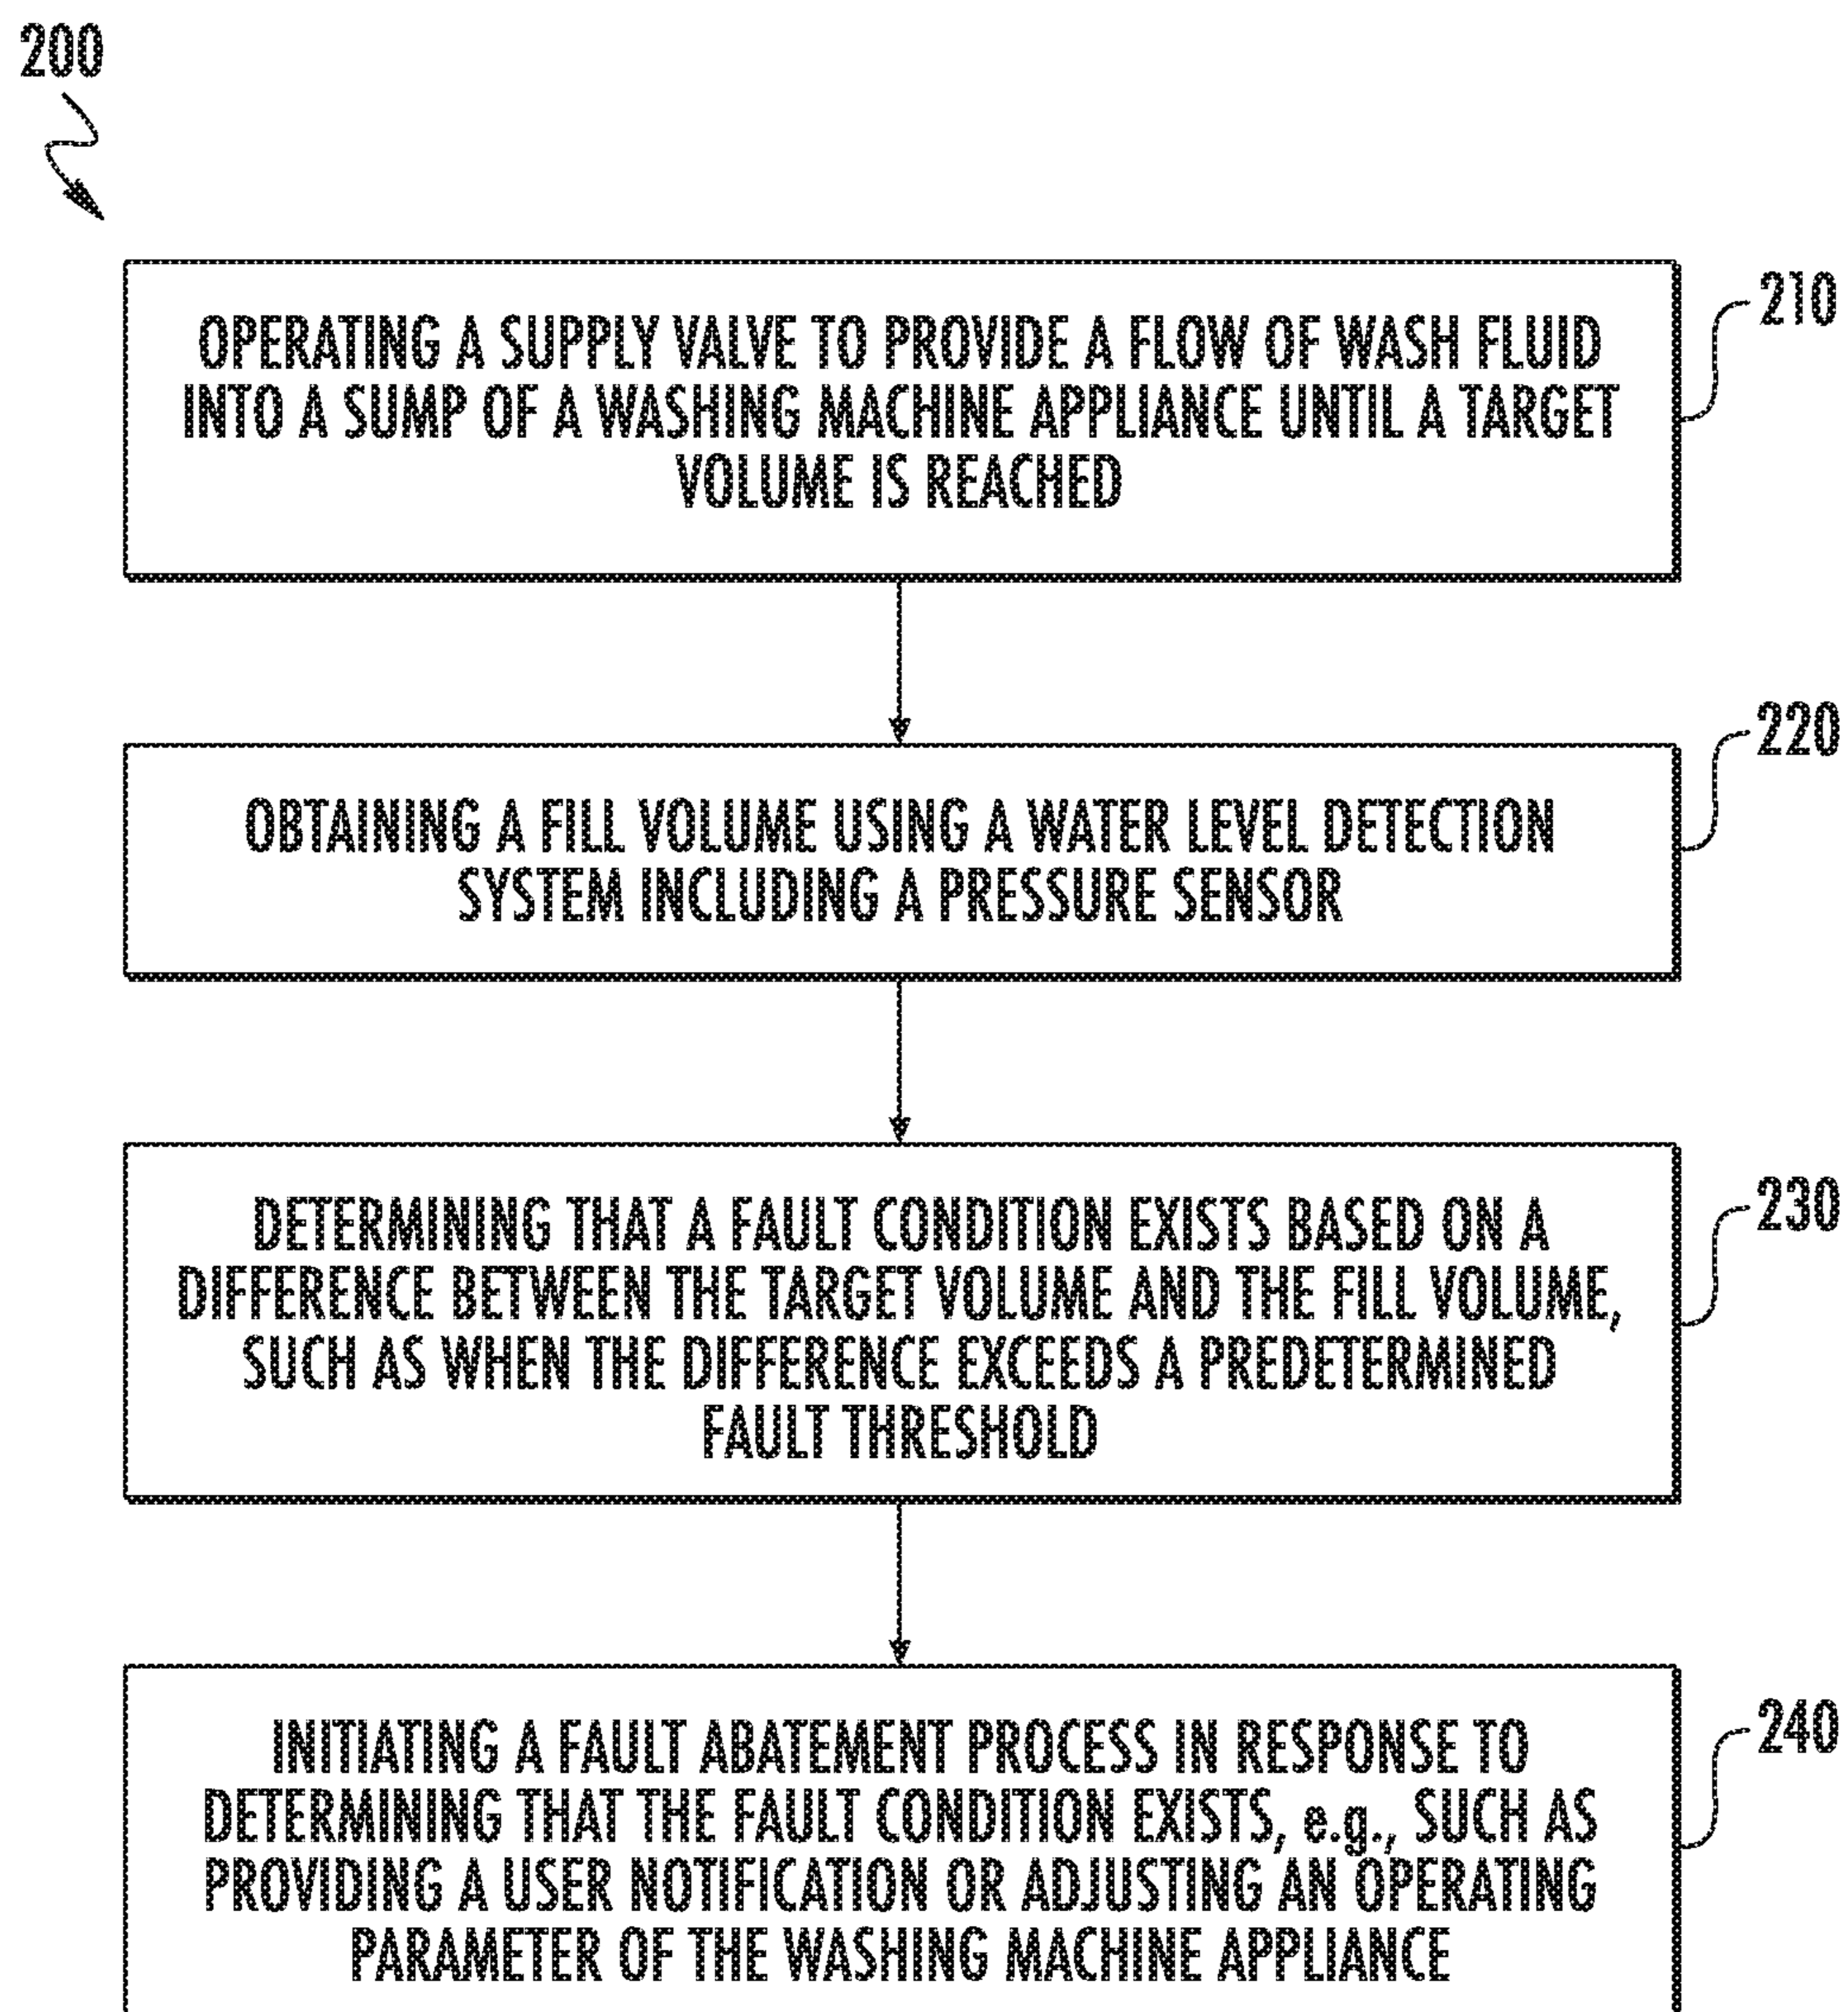 200
OPERATING A SUPPLY VALVE TO PROVIDE A FLOW OF WASH FLUID
INTO A SUMP OF A WASHING MACHINE APPLIANCE UNTIL A TARGET
VOLUME IS REACHED
210
OBTAINING A FILL VOLUME USING A WATER LEVEL DETECTION
SYSTEM INCLUDING A PRESSURE SENSOR
220
DETERMINING THAT A FAULT CONDITION EXISTS BASED ON A
DIFFERENCE BETWEEN THE TARGET VOLUME AND THE FILL VOLUME,
SUCH AS WHEN THE DIFFERENCE EXCEEDS A PREDETERMINED
FAULT THRESHOLD
230
INITIATING A FAULT ABATEMENT PROCESS IN RESPONSE TO
DETERMINING THAT THE FAULT CONDITION EXISTS, e.g., SUCH AS
PROVIDING A USER NOTIFICATION OR ADJUSTING AN OPERATING
PARAMETER OF THE WASHING MACHINE APPLIANCE
240